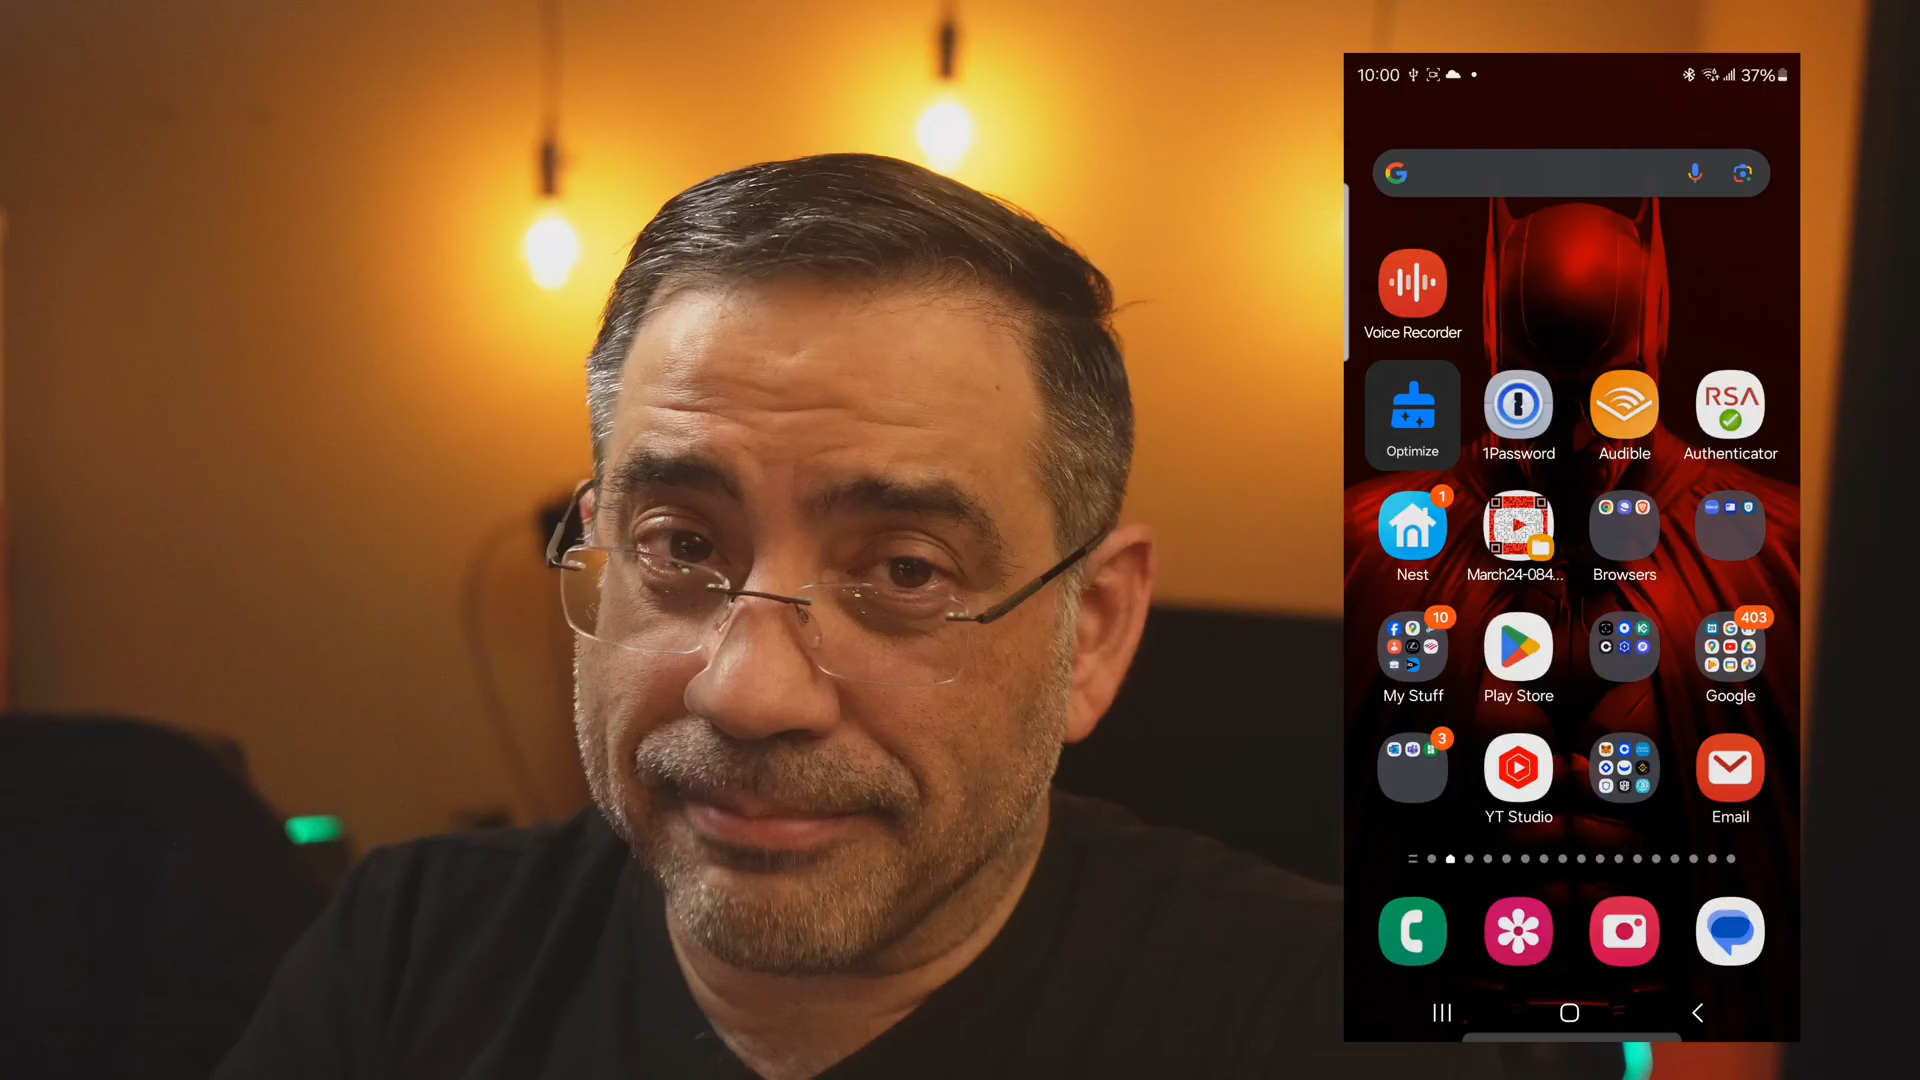 10:00
37%
Voice Recorder
Optimize
1Password
Audible
RSA
Authenticator
1
Nest
March24-084...
Browsers
10
403
My Stuff
Play Store
Google
3
YT Studio
Email